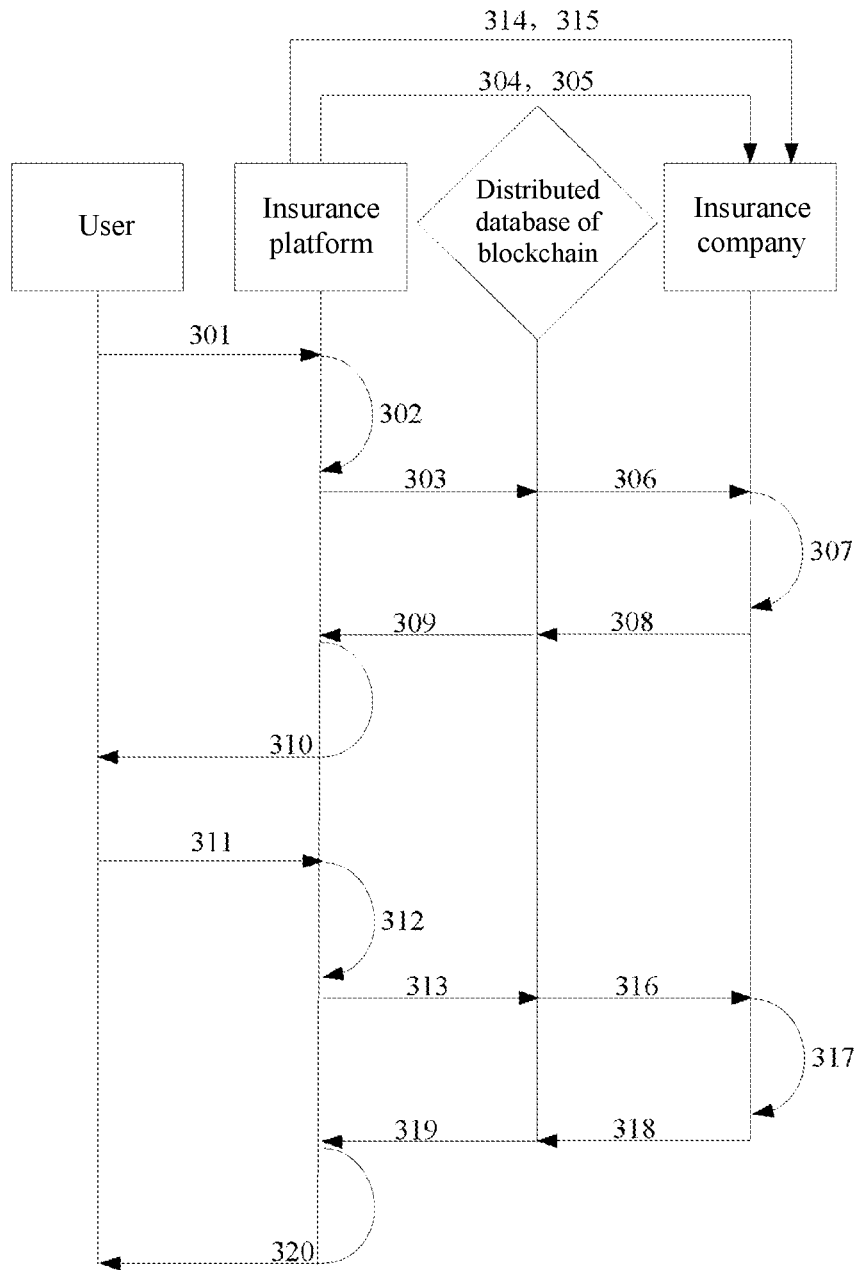 314, 315
304, 305
User
Insurance
platform
Distributed
database of
blockchain
Insurance
company
301
302
303
306
307
309
308
310
311
312
313
316
317
319
318
320